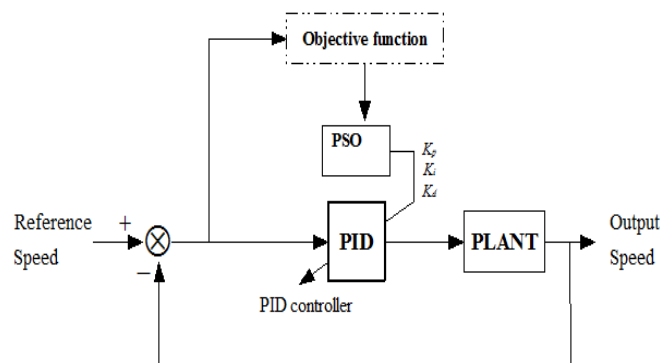 Objective function
PSO
Kp
Ki
Kd
Reference
Speed
+
−
PID
PLANT
Output
Speed
PID controller